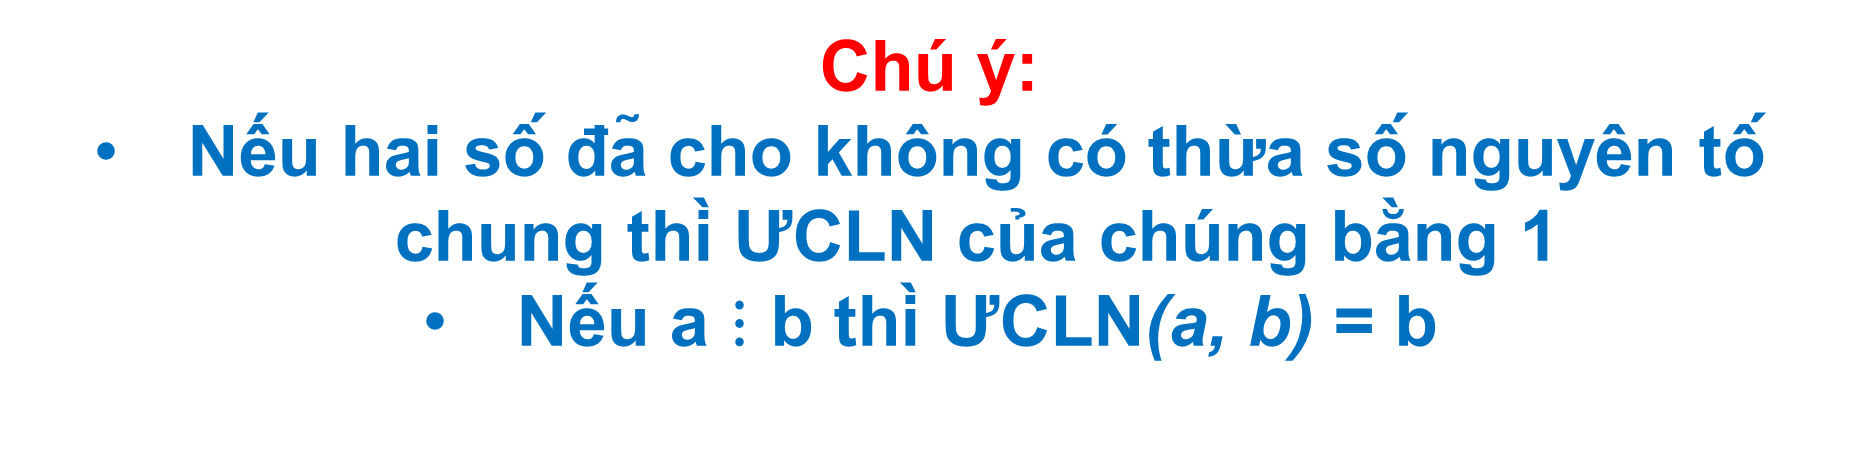 Chú ý:
• Nếu hai số đã cho không có thừa số nguyên tố
chung thì ƯCLN của chúng bằng 1
• Nếu a ⋮ b thì ƯCLN(a, b) = b